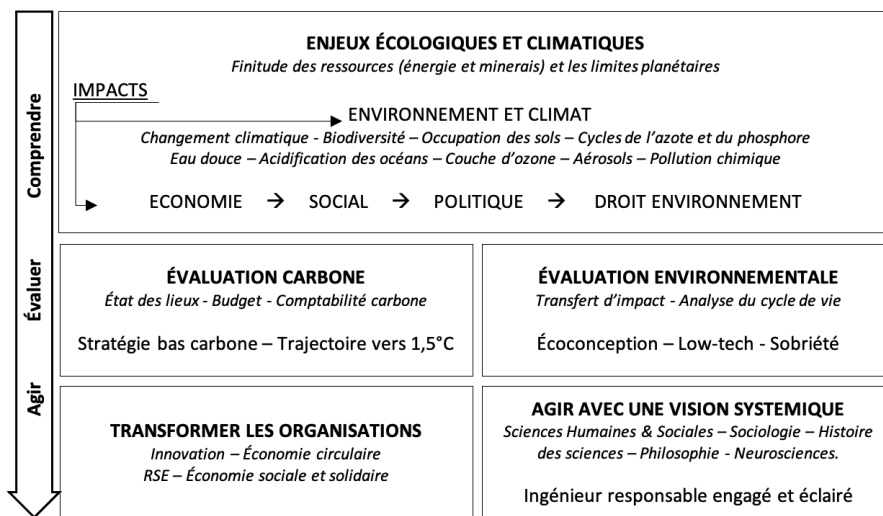 Comprendre
Évaluer
Agir
ENJEUX ÉCOLOGIQUES ET CLIMATIQUES
Finitude des ressources (énergie et minerais) et les limites planétaires
IMPACTS
ENVIRONNEMENT ET CLIMAT
Changement climatique - Biodiversité – Occupation des sols – Cycles de l'azote et du phosphore
Eau douce – Acidification des océans – Couche d'ozone – Aérosols – Pollution chimique
ECONOMIE → SOCIAL → POLITIQUE → DROIT ENVIRONNEMENT
ÉVALUATION CARBONE
État des lieux - Budget - Comptabilité carbone
Stratégie bas carbone – Trajectoire vers 1,5°C
ÉVALUATION ENVIRONNEMENTALE
Transfert d'impact - Analyse du cycle de vie
Écoconception – Low-tech - Sobriété
TRANSFORMER LES ORGANISATIONS
Innovation – Économie circulaire
RSE – Économie sociale et solidaire
AGIR AVEC UNE VISION SYSTEMIQUE
Sciences Humaines & Sociales – Sociologie – Histoire
des sciences – Philosophie - Neurosciences.
Ingénieur responsable engagé et éclairé